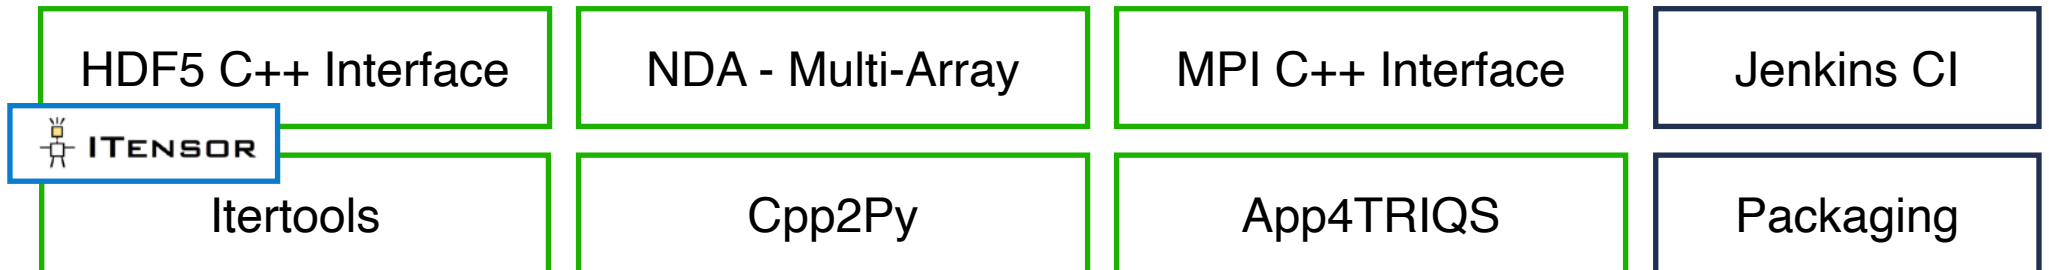 HDF5 C++ Interface
NDA - Multi-Array
MPI C++ Interface
Jenkins CI
ITENSOR
Itertools
Cpp2Py
App4TRIQS
Packaging